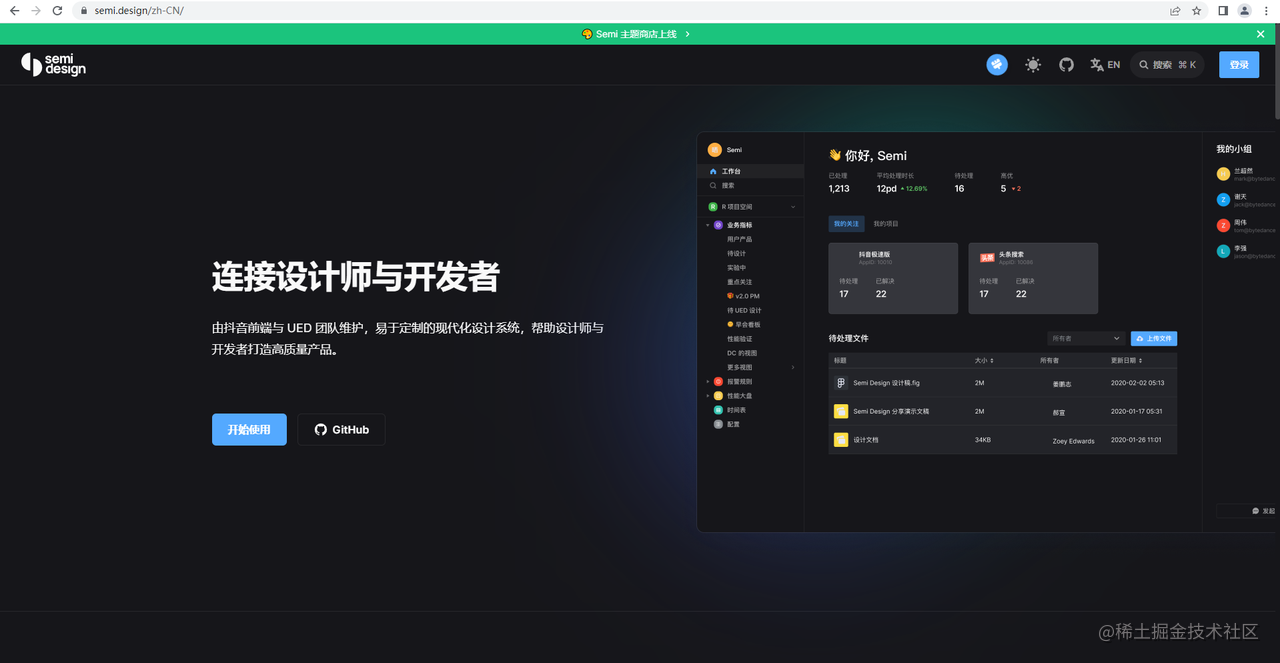 semi.design/zh-CN/
Semi 主题商店上线
semi
design
EN
搜索 ⌘ K
登录
连接设计师与开发者
由抖音前端与 UED 团队维护，易于定制的现代化设计系统，帮助设计师与
开发者打造高质量产品。
开始使用
GitHub
Semi
工作台
搜索
R 项目空间
业务指标
用户产品
待设计
实验中
重点关注
v2.0 PM
待 UED 设计
早会看板
性能验证
DC 的视图
更多视图
报警规则
性能大盘
时间表
配置
👋 你好, Semi
已处理 平均处理时长 待处理 高优
1,213 12pd 12.69% 16 5 2
我的关注 我的项目
抖音极速版
AppID: 10010
待处理 已解决
17 22
头条
头条搜索
AppID: 10086
待处理 已解决
17 22
待处理文件
所有者
上传文件
标题 大小 所有者 更新日期
Semi Design 设计稿.fig 2M 姜鹏志 2020-02-02 05:13
Semi Design 分享演示文稿 2M 郝宣 2020-01-17 05:31
设计文档 34KB Zoey Edwards 2020-01-26 11:01
我的小组
兰超然
mark@bytedanc
Z
谢天
jack@bytedance
Z
周伟
tom@bytedanc
L
李强
jason@bytedanc
发起
@稀土掘金技术社区